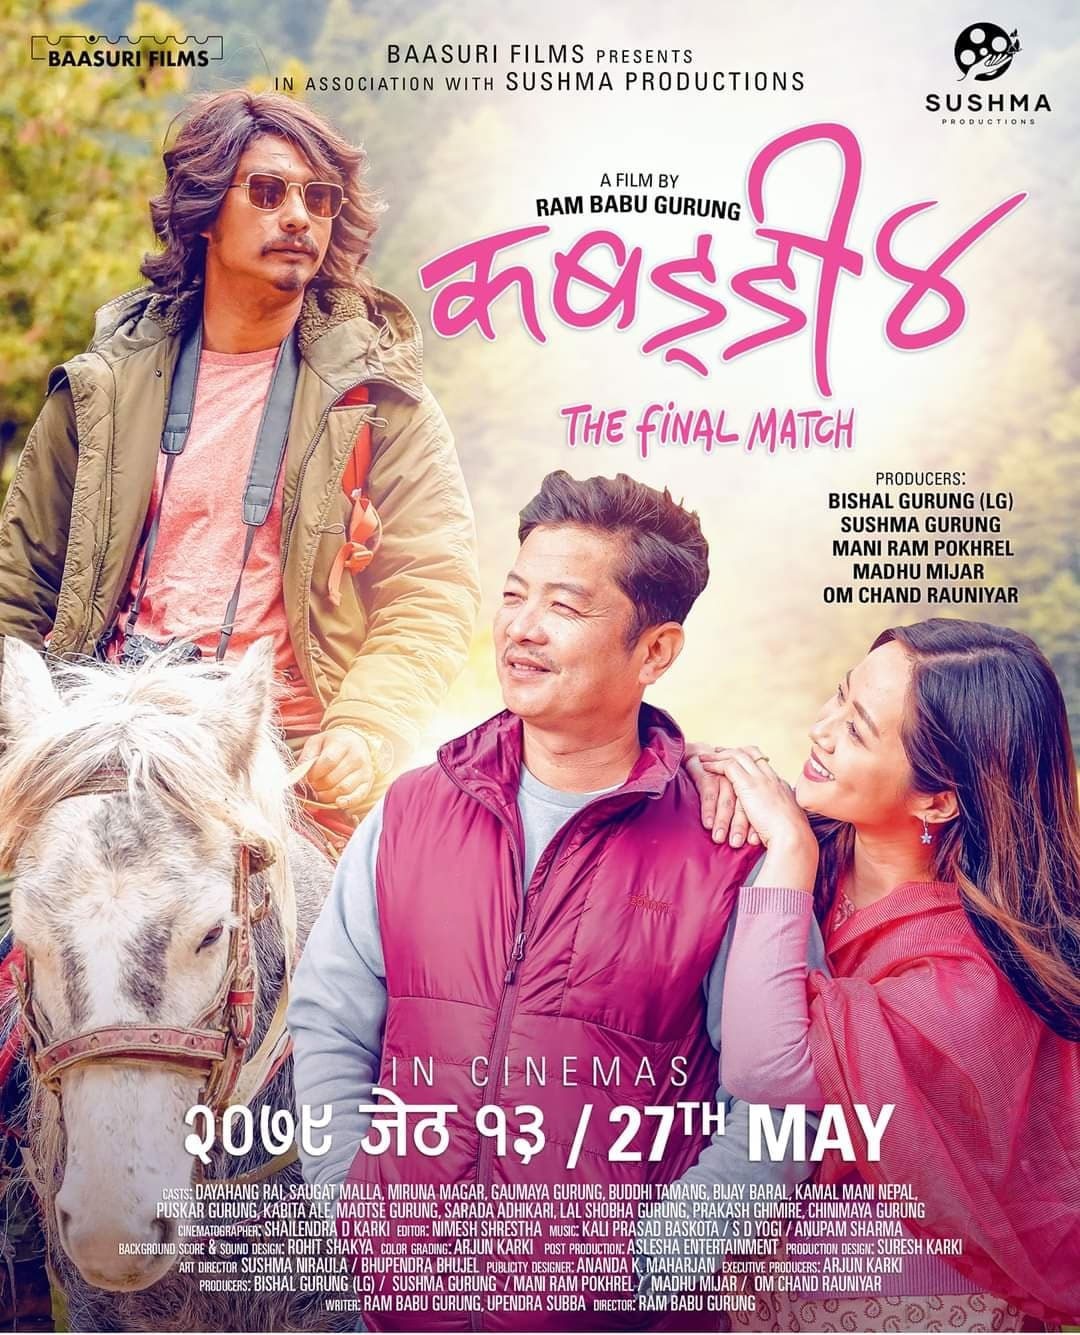 BAASURI FILMS
BAASURI FILMS PRESENTS
IN ASSOCIATION WITH SUSHMA PRODUCTIONS
SUSHMA
PRODUCTIONS
A FILM BY
RAM BABU GURUNG
कबड्डी ४
THE FINAL MATCH
PRODUCERS:
BISHAL GURUNG (LG)
SUSHMA GURUNG
MANI RAM POKHREL
MADHU MIJAR
OM CHAND RAUNIYAR
IN CINEMAS
२०७९ जेठ १३ / 27TH MAY
CASTS: DAYAHANG RAI, SAUGAT MALLA, MIRUNA MAGAR, GAUMAYA GURUNG, BUDDHI TAMANG, BIJAY BARAL, KAMAL MANI NEPAL,
PUSKAR GURUNG, KABITA ALE, MAOTSE GURUNG, SARADA ADHIKARI, LAL SHOBHA GURUNG, PRAKASH GHIMIRE, CHINIMAYA GURUNG
CINEMATOGRAPHER: SHAILENDRA D KARKI EDITOR: NIMESH SHRESTHA MUSIC: KALI PRASAD BASKOTA / S D YOGI / ANUPAM SHARMA
BACKGROUND SCORE & SOUND DESIGN: ROHIT SHAKYA COLOR GRADING: ARJUN KARKI POST PRODUCTION: ASLESHA ENTERTAINMENT PRODUCTION DESIGN: SURESH KARKI
ART DIRECTOR SUSHMA NIRAULA / BHUPENDRA BHUJEL PUBLICITY DESIGNER: ANANDA K. MAHARJAN EXECUTIVE PRODUCERS: ARJUN KARKI
PRODUCERS: BISHAL GURUNG (LG) / SUSHMA GURUNG / MANI RAM POKHREL / MADHU MIJAR / OM CHAND RAUNIYAR
WRITER: RAM BABU GURUNG, UPENDRA SUBBA DIRECTOR: RAM BABU GURUNG